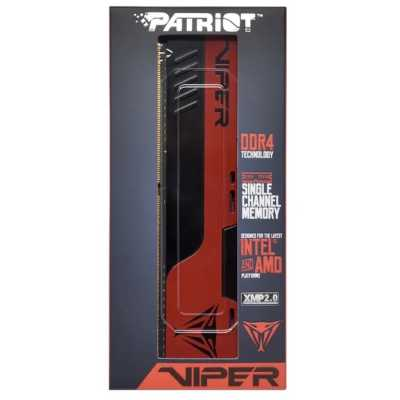 PATRIOT
VIPER
DDR4
TECHNOLOGY
SINGLE
CHANNEL
MEMORY
DESIGNED FOR THE LATEST
INTEL®
AND AMD
PLATFORMS
XMP2.0
VIPER